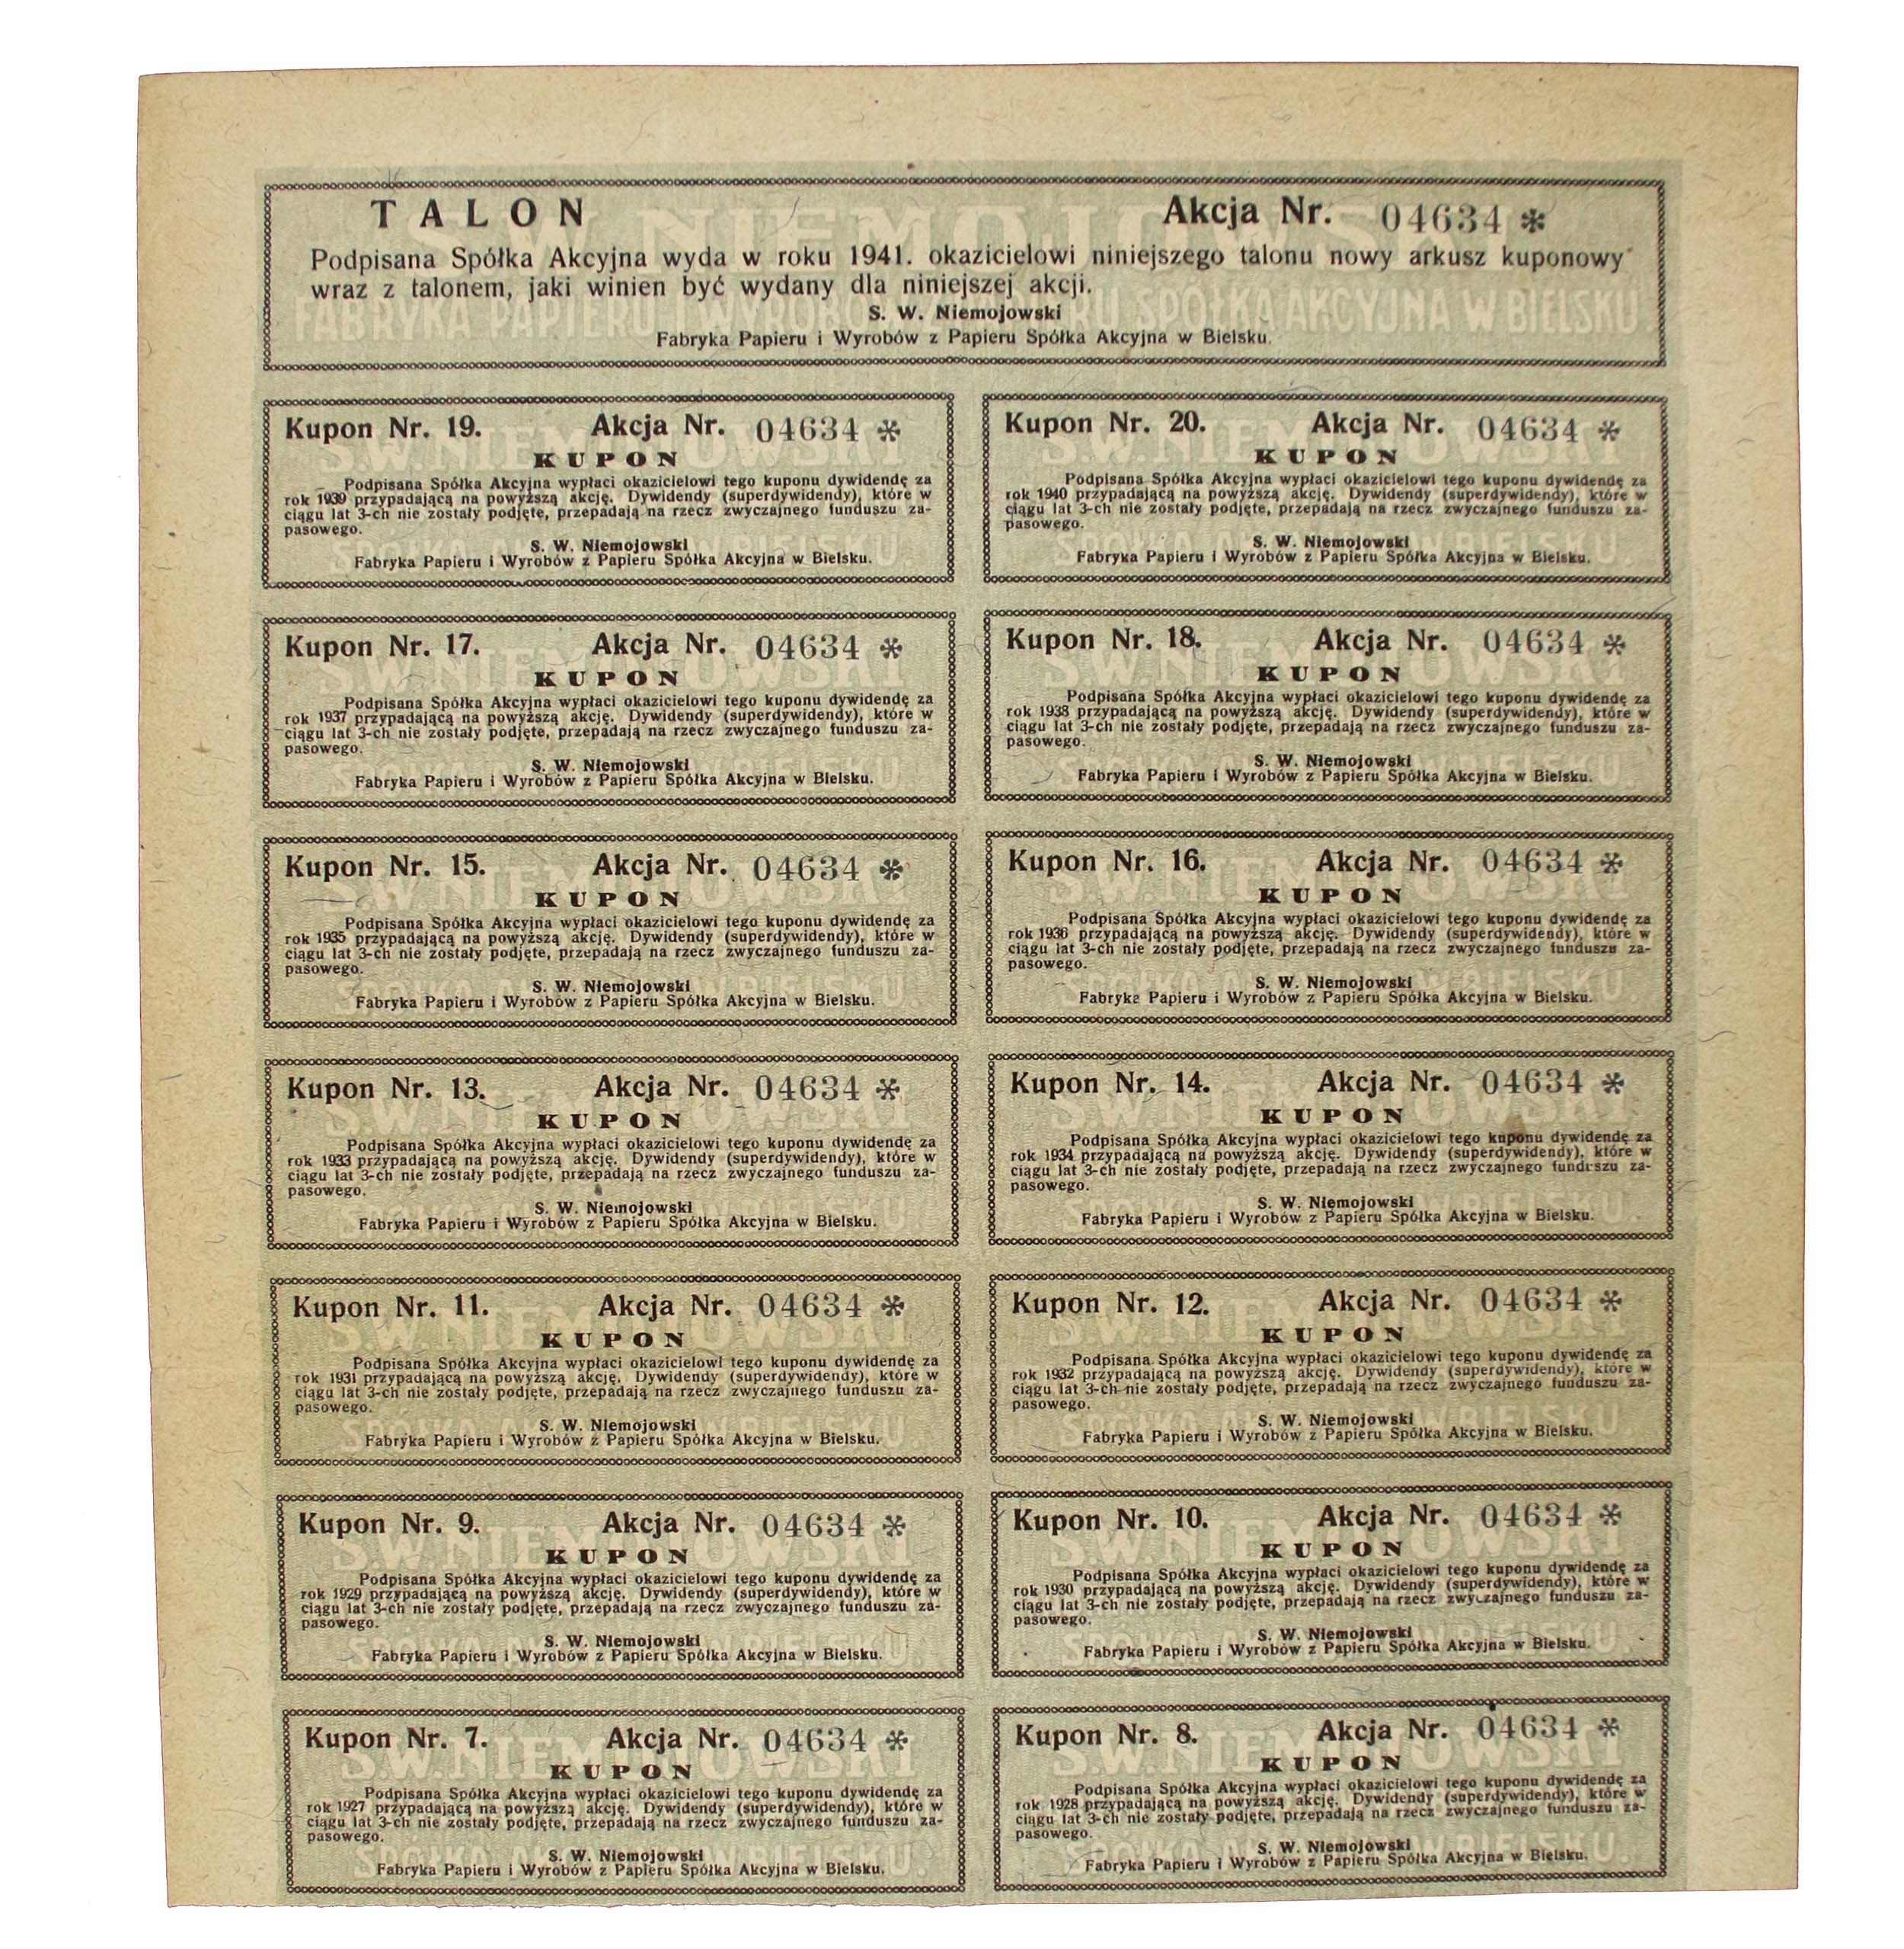 TALON Akcja Nr. 04634 *
Podpisana Spółka Akcyjna wyda w roku 1941. okazicielowi niniejszego talonu nowy arkusz kuponowy
wraz z talonem, jaki winien być wydany dla niniejszej akcji.
S. W. Niemojowski
Fabryka Papieru i Wyrobów z Papieru Spółka Akcyjna w Bielsku.
Kupon Nr. 19. Akcja Nr. 04634 *
KUPON
Podpisana Spółka Akcyjna wypłaci okazicielowi tego kuponu dywidendę za
rok 1939 przypadającą na powyższą akcję. Dywidendy (superdywidendy), które w
ciągu lat 3-ch nie zostały podjęte, przepadają na rzecz zwyczajnego funduszu za-
pasowego.
S. W. Niemojowski
Fabryka Papieru i Wyrobów z Papieru Spółka Akcyjna w Bielsku.
Kupon Nr. 20. Akcja Nr. 04634 *
KUPON
Podpisana Spółka Akcyjna wypłaci okazicielowi tego kuponu dywidendę za
rok 1940 przypadającą na powyższą akcję. Dywidendy (superdywidendy), które w
ciągu lat 3-ch nie zostały podjęte, przepadają na rzecz zwyczajnego funduszu za-
pasowego.
S. W. Niemojowski
Fabryka Papieru i Wyrobów z Papieru Spółka Akcyjna w Bielsku.
Kupon Nr. 17. Akcja Nr. 04634 *
KUPON
Podpisana Spółka Akcyjna wypłaci okazicielowi tego kuponu dywidendę za
rok 1937 przypadającą na powyższą akcję. Dywidendy (superdywidendy), które w
ciągu lat 3-ch nie zostały podjęte, przepadają na rzecz zwyczajnego funduszu za-
pasowego.
S. W. Niemojowski
Fabryka Papieru i Wyrobów z Papieru Spółka Akcyjna w Bielsku.
Kupon Nr. 18. Akcja Nr. 04634 *
KUPON
Podpisana Spółka Akcyjna wypłaci okazicielowi tego kuponu dywidendę za
rok 1938 przypadającą na powyższą akcję. Dywidendy (superdywidendy), które w
ciągu lat 3-ch nie zostały podjęte, przepadają na rzecz zwyczajnego funduszu za-
pasowego.
S. W. Niemojowski
Fabryka Papieru i Wyrobów z Papieru Spółka Akcyjna w Bielsku.
Kupon Nr. 15. Akcja Nr. 04634 *
KUPON
Podpisana Spółka Akcyjna wypłaci okazicielowi tego kuponu dywidendę za
rok 1935 przypadającą na powyższą akcję. Dywidendy (superdywidendy), które w
ciągu lat 3-ch nie zostały podjęte, przepadają na rzecz zwyczajnego funduszu za-
pasowego.
S. W. Niemojowski
Fabryka Papieru i Wyrobów z Papieru Spółka Akcyjna w Bielsku.
Kupon Nr. 16. Akcja Nr. 04634 *
KUPON
Podpisana Spółka Akcyjna wypłaci okazicielowi tego kuponu dywidendę za
rok 1936 przypadającą na powyższą akcję. Dywidendy (superdywidendy), które w
ciągu lat 3-ch nie zostały podjęte, przepadają na rzecz zwyczajnego funduszu za-
pasowego.
S. W. Niemojowski
Fabryka Papieru i Wyrobów z Papieru Spółka Akcyjna w Bielsku.
Kupon Nr. 13. Akcja Nr. 04634 *
KUPON
Podpisana Spółka Akcyjna wypłaci okazicielowi tego kuponu dywidendę za
rok 1933 przypadającą na powyższą akcję. Dywidendy (superdywidendy), które w
ciągu lat 3-ch nie zostały podjęte, przepadają na rzecz zwyczajnego funduszu za-
pasowego.
S. W. Niemojowski
Fabryka Papieru i Wyrobów z Papieru Spółka Akcyjna w Bielsku.
Kupon Nr. 14. Akcja Nr. 04634 *
KUPON
Podpisana Spółka Akcyjna wypłaci okazicielowi tego kuponu dywidendę za
rok 1934 przypadającą na powyższą akcję. Dywidendy (superdywidendy), które w
ciągu lat 3-ch nie zostały podjęte, przepadają na rzecz zwyczajnego funduszu za-
pasowego.
S. W. Niemojowski
Fabryka Papieru i Wyrobów z Papieru Spółka Akcyjna w Bielsku.
Kupon Nr. 11. Akcja Nr. 04634 *
KUPON
Podpisana Spółka Akcyjna wypłaci okazicielowi tego kuponu dywidendę za
rok 1931 przypadającą na powyższą akcję. Dywidendy (superdywidendy), które w
ciągu lat 3-ch nie zostały podjęte, przepadają na rzecz zwyczajnego funduszu za-
pasowego.
S. W. Niemojowski
Fabryka Papieru i Wyrobów z Papieru Spółka Akcyjna w Bielsku.
Kupon Nr. 12. Akcja Nr. 04634 *
KUPON
Podpisana Spółka Akcyjna wypłaci okazicielowi tego kuponu dywidendę za
rok 1932 przypadającą na powyższą akcję. Dywidendy (superdywidendy), które w
ciągu lat 3-ch nie zostały podjęte, przepadają na rzecz zwyczajnego funduszu za-
pasowego.
S. W. Niemojowski
Fabryka Papieru i Wyrobów z Papieru Spółka Akcyjna w Bielsku.
Kupon Nr. 9. Akcja Nr. 04634 *
KUPON
Podpisana Spółka Akcyjna wypłaci okazicielowi tego kuponu dywidendę za
rok 1929 przypadającą na powyższą akcję. Dywidendy (superdywidendy), które w
ciągu lat 3-ch nie zostały podjęte, przepadają na rzecz zwyczajnego funduszu za-
pasowego.
S. W. Niemojowski
Fabryka Papieru i Wyrobów z Papieru Spółka Akcyjna w Bielsku.
Kupon Nr. 10. Akcja Nr. 04634 *
KUPON
Podpisana Spółka Akcyjna wypłaci okazicielowi tego kuponu dywidendę za
rok 1930 przypadającą na powyższą akcję. Dywidendy (superdywidendy), które w
ciągu lat 3-ch nie zostały podjęte, przepadają na rzecz zwyczajnego funduszu za-
pasowego.
S. W. Niemojowski
Fabryka Papieru i Wyrobów z Papieru Spółka Akcyjna w Bielsku.
Kupon Nr. 7. Akcja Nr. 04634 *
KUPON
Podpisana Spółka Akcyjna wypłaci okazicielowi tego kuponu dywidendę za
rok 1927 przypadającą na powyższą akcję. Dywidendy (superdywidendy), które w
ciągu lat 3-ch nie zostały podjęte, przepadają na rzecz zwyczajnego funduszu za-
pasowego.
S. W. Niemojowski
Fabryka Papieru i Wyrobów z Papieru Spółka Akcyjna w Bielsku.
Kupon Nr. 8. Akcja Nr. 04634 *
KUPON
Podpisana Spółka Akcyjna wypłaci okazicielowi tego kuponu dywidendę za
rok 1928 przypadającą na powyższą akcję. Dywidendy (superdywidendy), które w
ciągu lat 3-ch nie zostały podjęte, przepadają na rzecz zwyczajnego funduszu za-
pasowego.
S. W. Niemojowski
Fabryka Papieru i Wyrobów z Papieru Spółka Akcyjna w Bielsku.